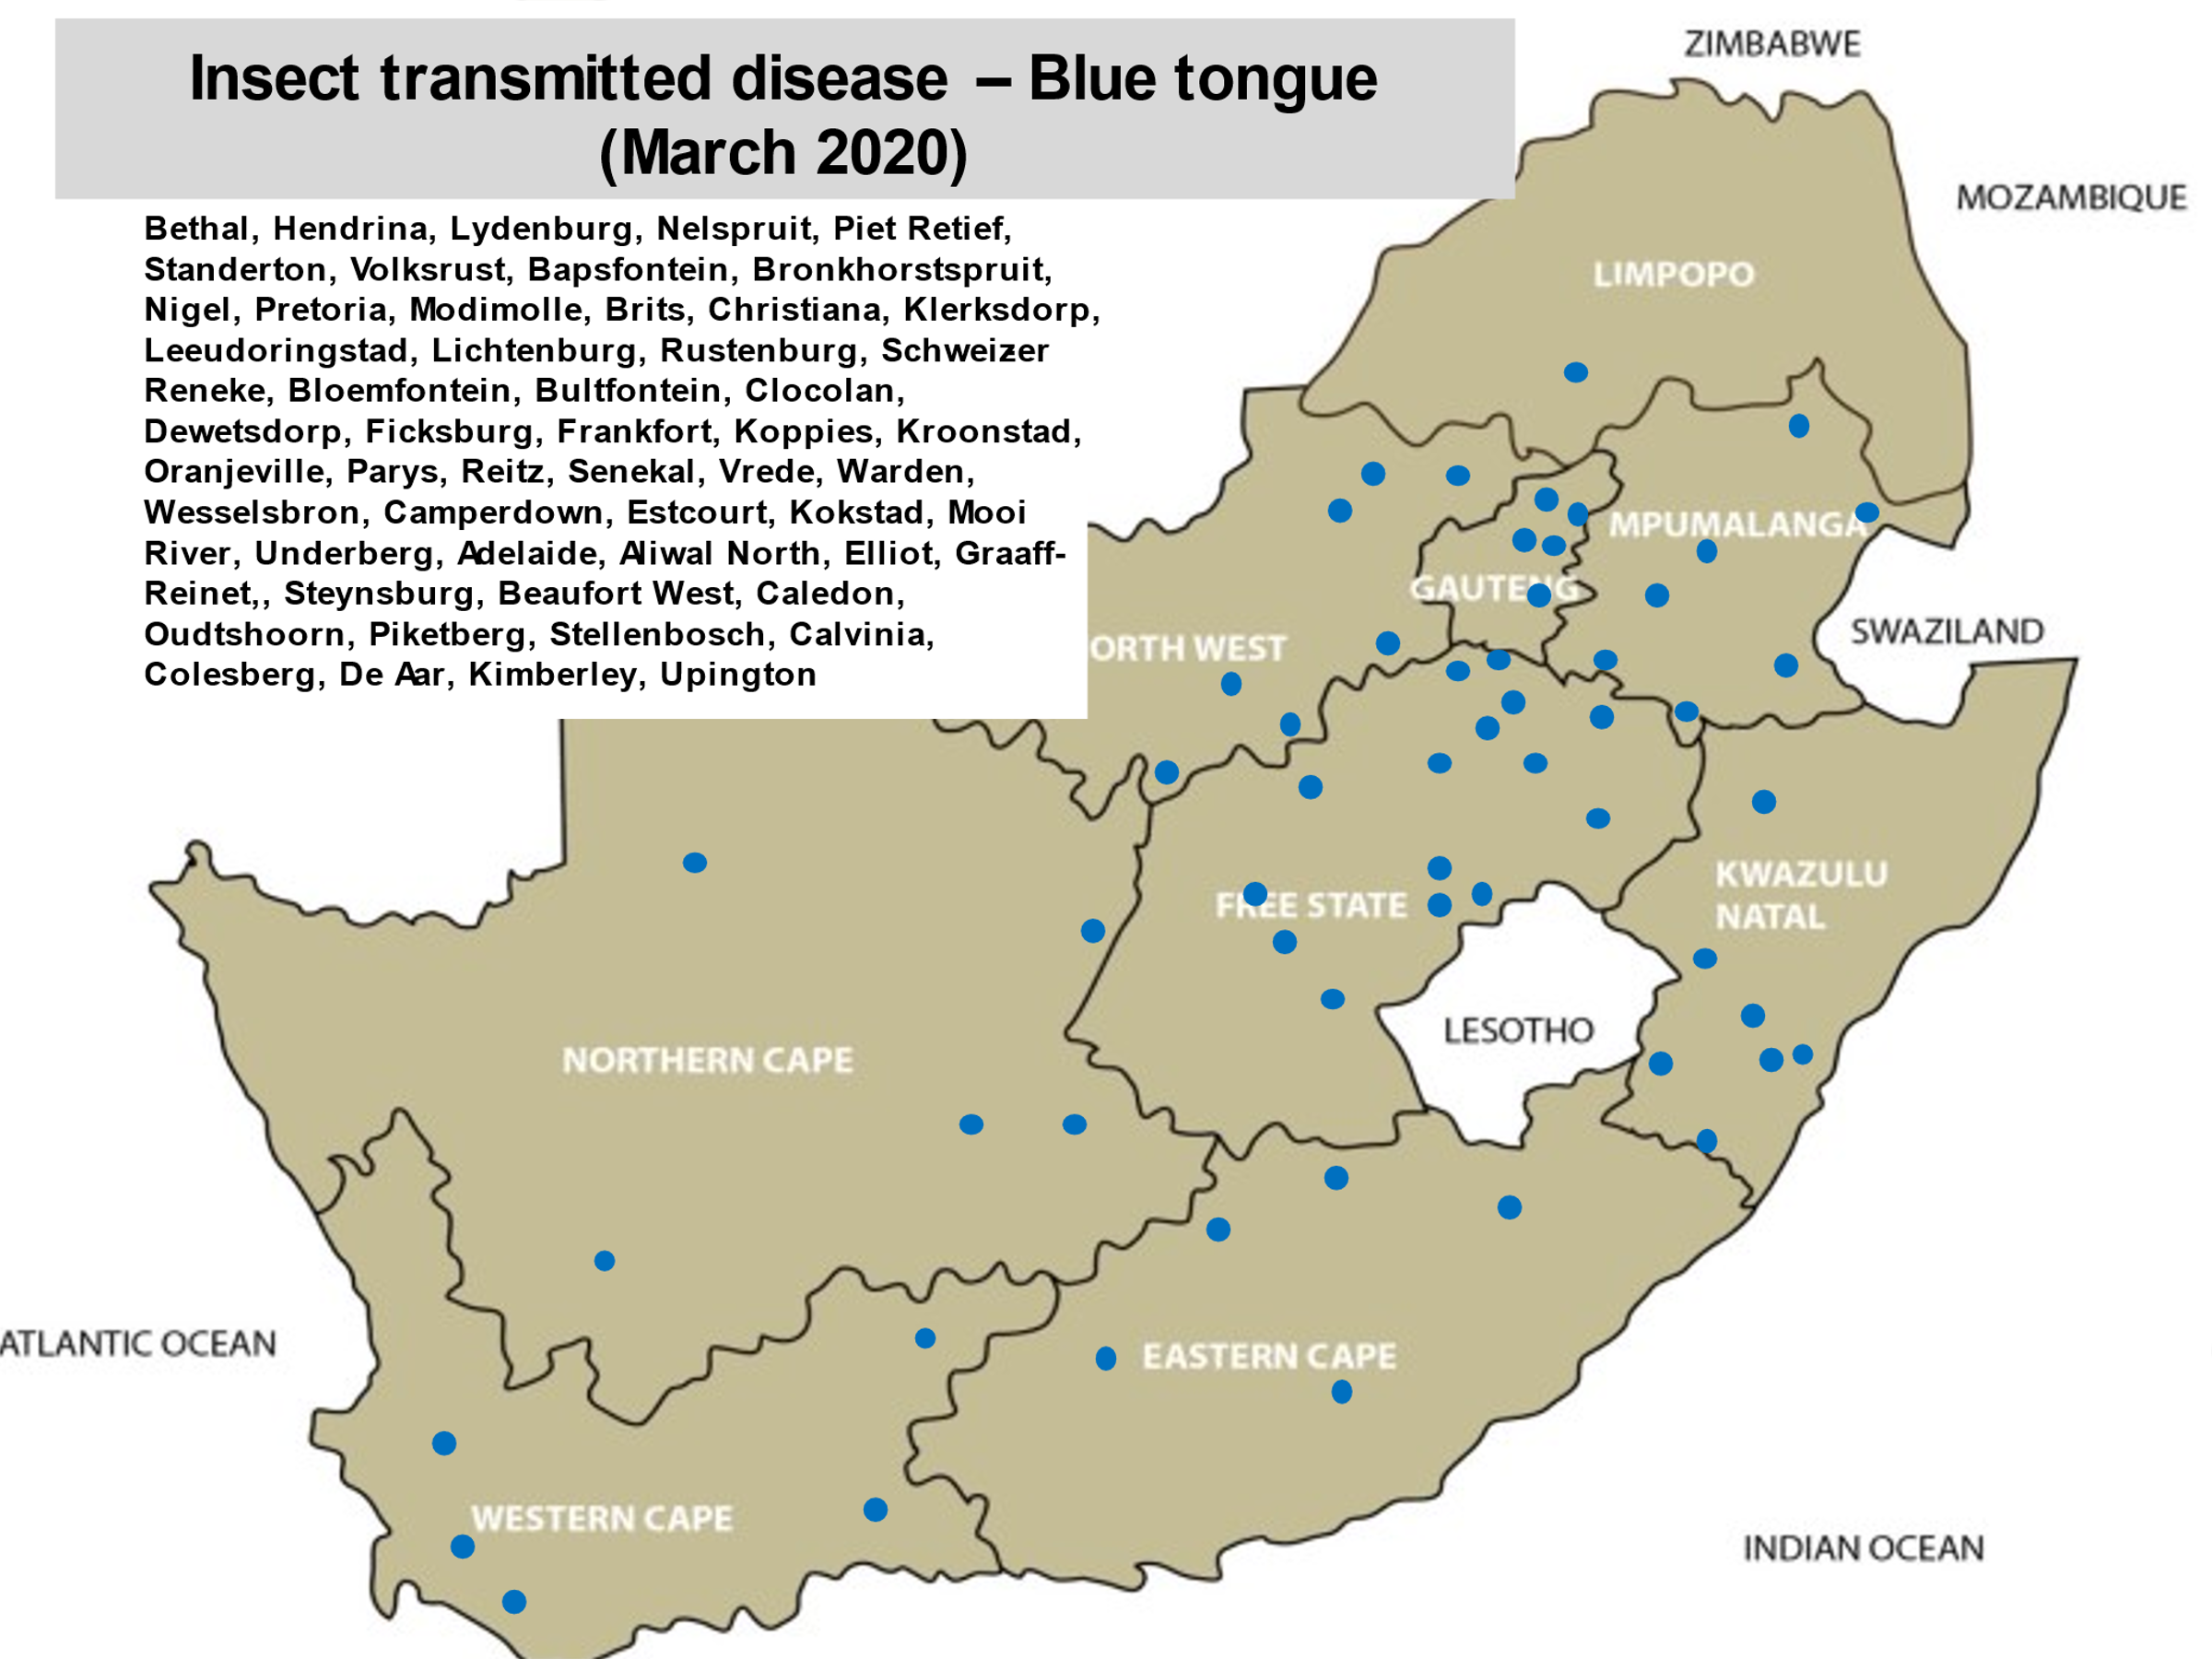 Insect transmitted disease – Blue tongue
(March 2020)
Bethal, Hendrina, Lydenburg, Nelspruit, Piet Retief,
Standerton, Volksrust, Bapsfontein, Bronkhorstspruit,
Nigel, Pretoria, Modimolle, Brits, Christiana, Klerksdorp,
Leeudoringstad, Lichtenburg, Rustenburg, Schweizer
Reneke, Bloemfontein, Bultfontein, Clocolan,
Dewetsdorp, Ficksburg, Frankfort, Koppies, Kroonstad,
Oranjeville, Parys, Reitz, Senekal, Vrede, Warden,
Wesselsbron, Camperdown, Estcourt, Kokstad, Mooi
River, Underberg, Adelaide, Aliwal North, Elliot, Graaff-
Reinet,, Steynsburg, Beaufort West, Caledon,
Oudtshoorn, Piketberg, Stellenbosch, Calvinia,
Colesberg, De Aar, Kimberley, Upington
ZIMBABWE
MOZAMBIQUE
LIMPOPO
MPUMALANGA
GAUTENG
SWAZILAND
ORTH WEST
KWAZULU
NATAL
FREE STATE
LESOTHO
NORTHERN CAPE
ATLANTIC OCEAN
EASTERN CAPE
WESTERN CAPE
INDIAN OCEAN